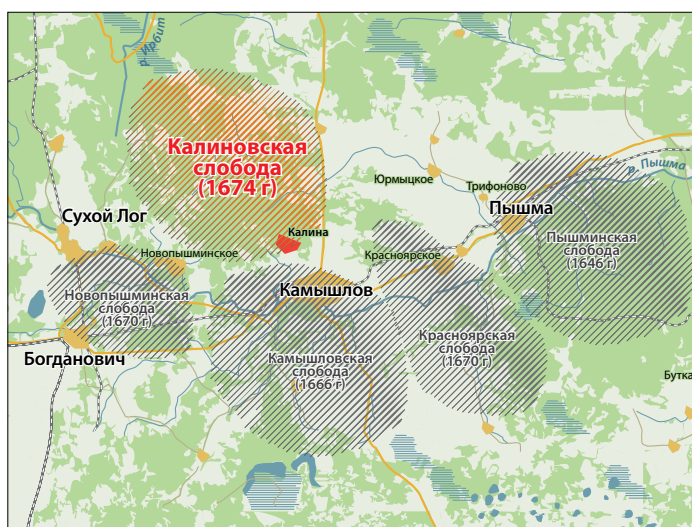 р. Ирбит
Калиновская
слобода
(1674 г)
Юрмыцкое
Трифоново
р. Пышма
Пышма
Сухой Лог
Калина
Новопышминское
Красноярское
Пышминская
слобода
(1646 г)
Камышлов
Новопышминская
слобода
(1670 г)
Богданович
Красноярская
слобода
(1670 г)
Камышловская
слобода
(1666 г)
Бутка